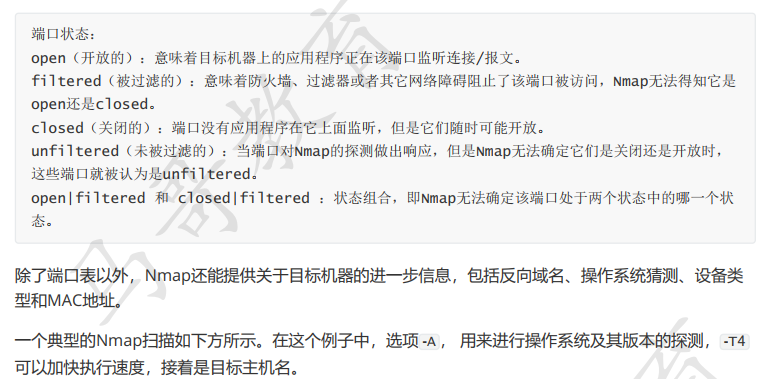 端口状态：
open（开放的）：意味着目标机器上的应用程序正在该端口监听连接/报文。
filtered（被过滤的）：意味着防火墙、过滤器或者其它网络障碍阻止了该端口被访问，Nmap无法得知它是
open还是closed。
closed（关闭的）：端口没有应用程序在它上面监听，但是它们随时可能开放。
unfiltered（未被过滤的）：当端口对Nmap的探测做出响应，但是Nmap无法确定它们是关闭还是开放时，
这些端口就被认为是unfiltered。
open|filtered 和 closed|filtered ：状态组合，即Nmap无法确定该端口处于两个状态中的哪一个状
态。
除了端口表以外，Nmap还能提供关于目标机器的进一步信息，包括反向域名、操作系统猜测、设备类
型和MAC地址。
一个典型的Nmap扫描如下方所示。在这个例子中，选项 -A ， 用来进行操作系统及其版本的探测， -T4
可以加快执行速度，接着是目标主机名。
马哥教育
育